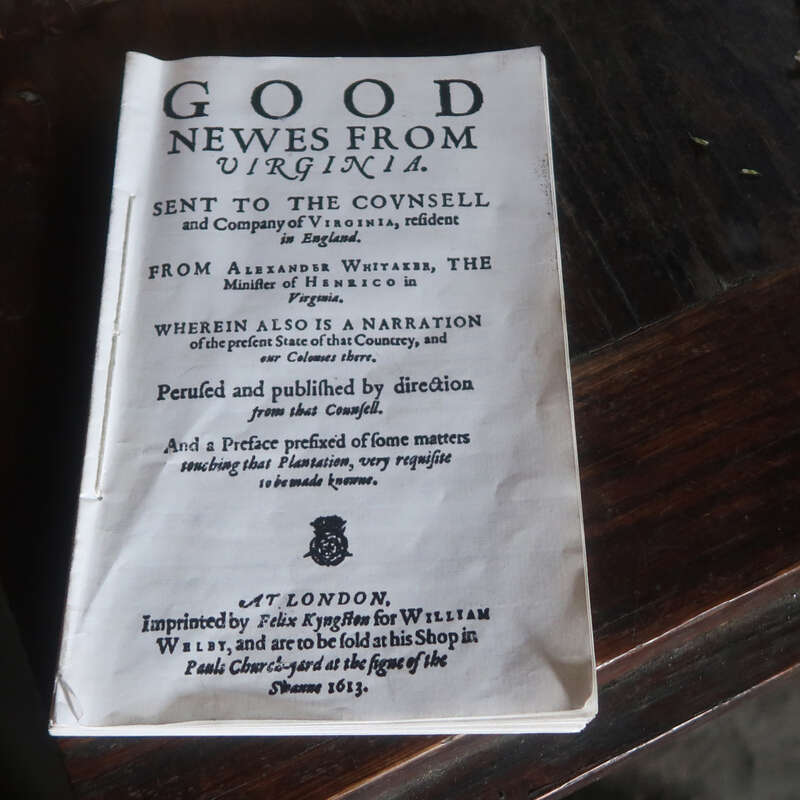 GOOD
NEWES FROM
VIRGINIA.
SENT TO THE COVNSELL
and Company of VIRGINIA, reſident
in England.
FROM ALEXANDER WHITAKER, THE
Miniſter of HENRICO in
Virginia.
WHEREIN ALSO IS A NARRATION
of the preſent State of that Countrey, and
our Colonies there.
Peruſed and publiſhed by direction
from that Counſell.
And a Preface prefixed of ſome matters
touching that Plantation, very requiſite
to be made knowne.
AT LONDON,
Imprinted by Felix Kyngſton for WILLIAM
WELBY, and are to be ſold at his Shop in
Pauls Church-yard at the ſigne of the
Swanne 1613.